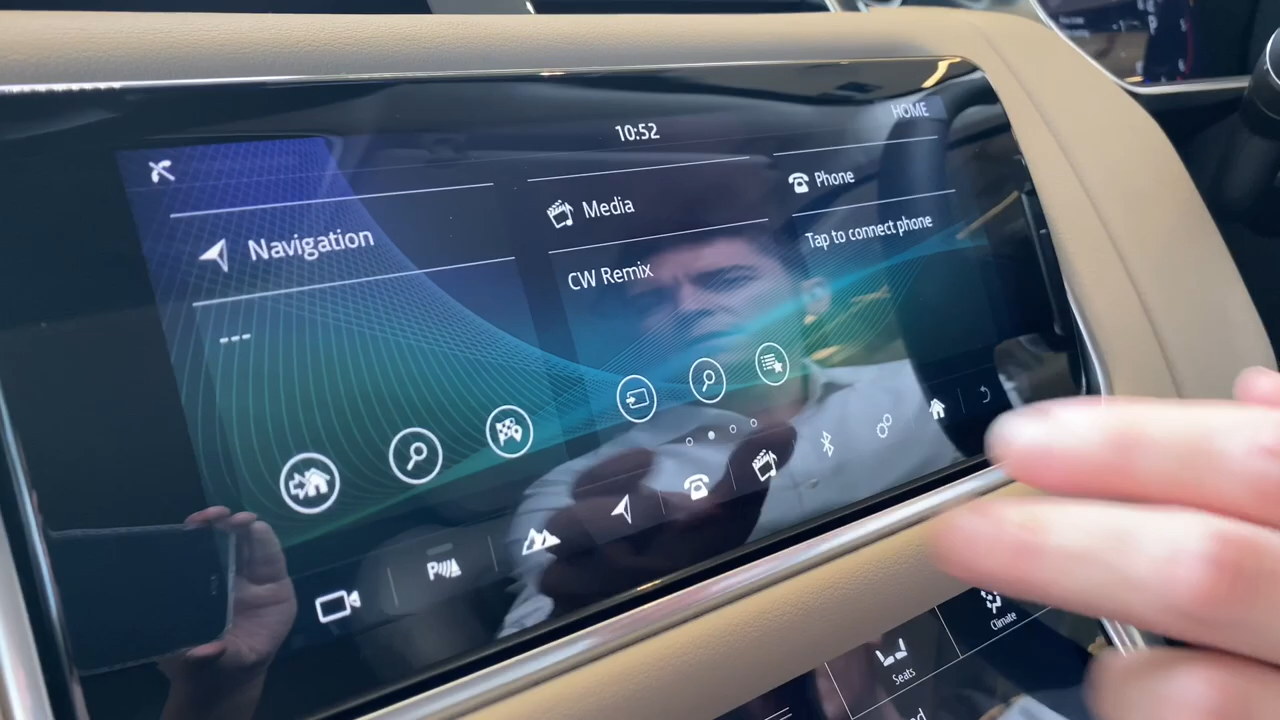 10:52
HOME
Navigation
Media
Phone
---
CW Remix
Tap to connect phone
P
Seats
Climate